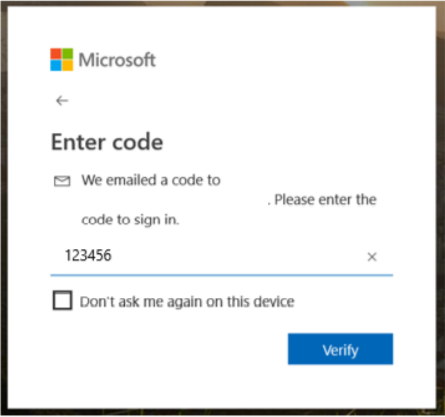 Microsoft
Enter code
We emailed a code to
. Please enter the
code to sign in.
123456
Don't ask me again on this device
Verify